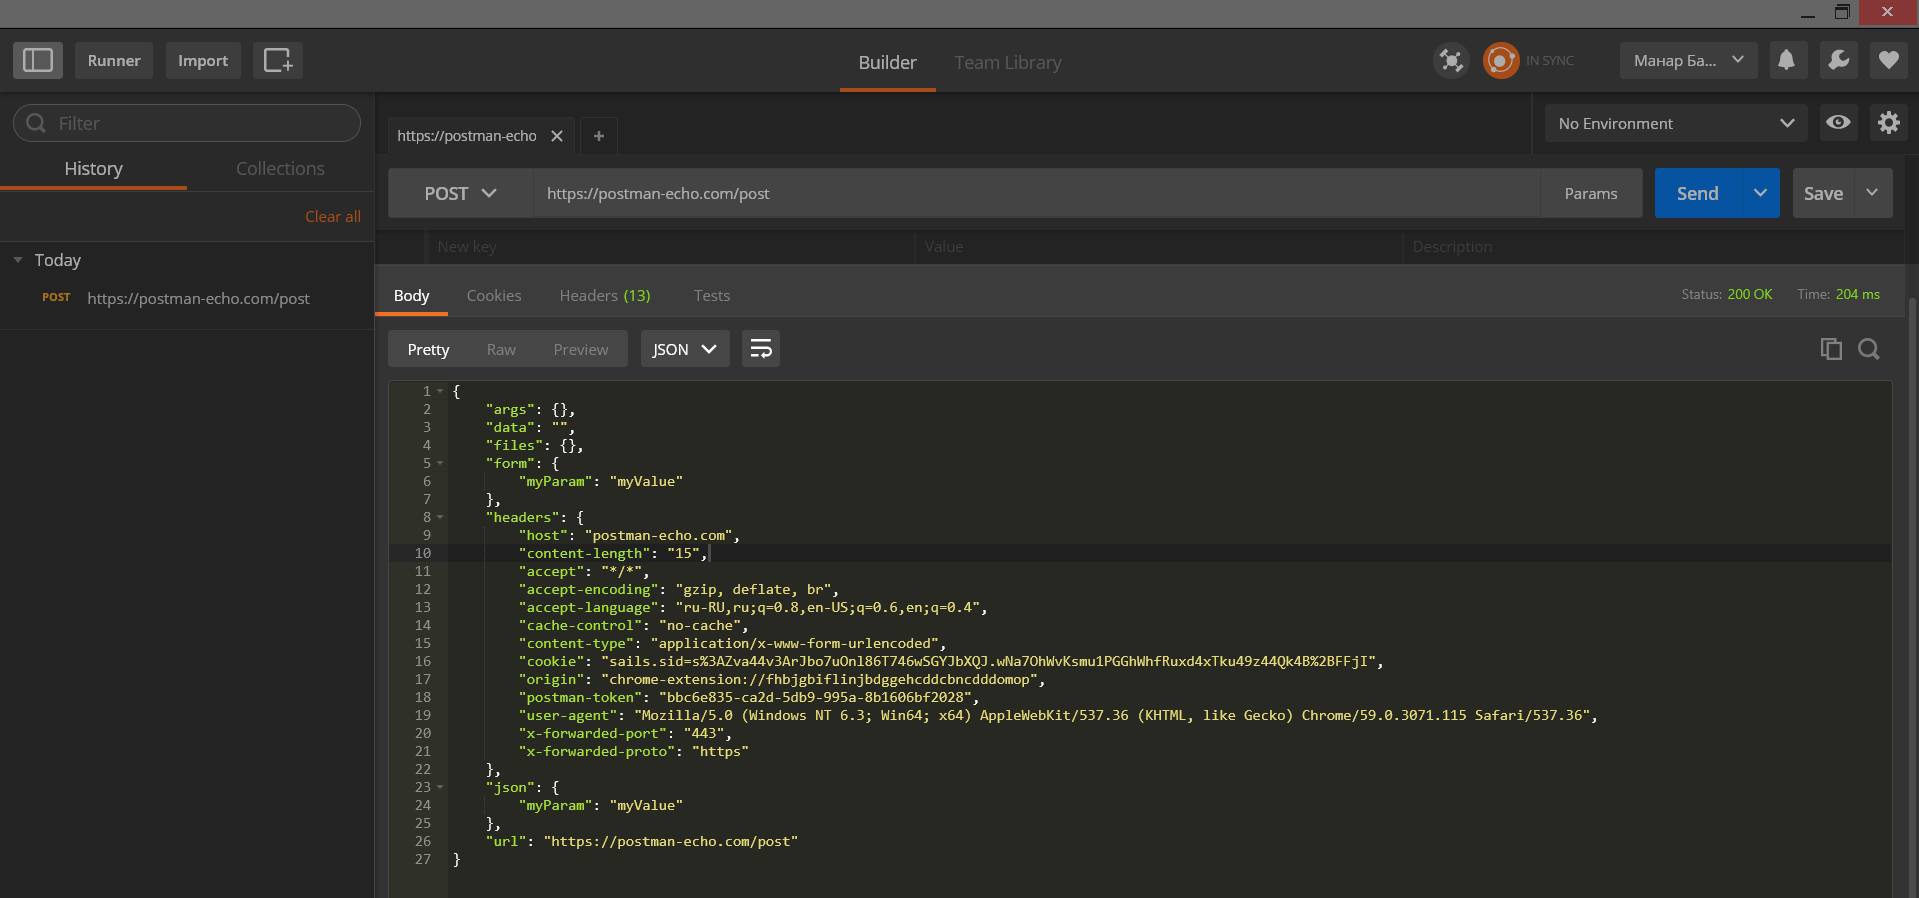 Runner Import Builder Team Library IN SYNC Манар Ба...
Filter
History Collections
Clear all
Today
POST https://postman-echo.com/post
https://postman-echo
No Environment
POST https://postman-echo.com/post Params Send Save
New key Value Description
Body Cookies Headers (13) Tests Status: 200 OK Time: 204 ms
Pretty Raw Preview JSON
1 {
2 "args": {},
3 "data": "",
4 "files": {},
5 "form": {
6 "myParam": "myValue"
7 },
8 "headers": {
9 "host": "postman-echo.com",
10 "content-length": "15",
11 "accept": "*/*",
12 "accept-encoding": "gzip, deflate, br",
13 "accept-language": "ru-RU,ru;q=0.8,en-US;q=0.6,en;q=0.4",
14 "cache-control": "no-cache",
15 "content-type": "application/x-www-form-urlencoded",
16 "cookie": "sails.sid=s%3AZva44v3ArJbo7uOnl86T746wSGYJbXQJ.wNa7OhWvKsmu1PGGhWhfRuxd4xTku49z44Qk4B%2BFFjI",
17 "origin": "chrome-extension://fhbjgbiflinjbdggehcddcbncdddomop",
18 "postman-token": "bbc6e835-ca2d-5db9-995a-8b1606bf2028",
19 "user-agent": "Mozilla/5.0 (Windows NT 6.3; Win64; x64) AppleWebKit/537.36 (KHTML, like Gecko) Chrome/59.0.3071.115 Safari/537.36",
20 "x-forwarded-port": "443",
21 "x-forwarded-proto": "https"
22 },
23 "json": {
24 "myParam": "myValue"
25 },
26 "url": "https://postman-echo.com/post"
27 }